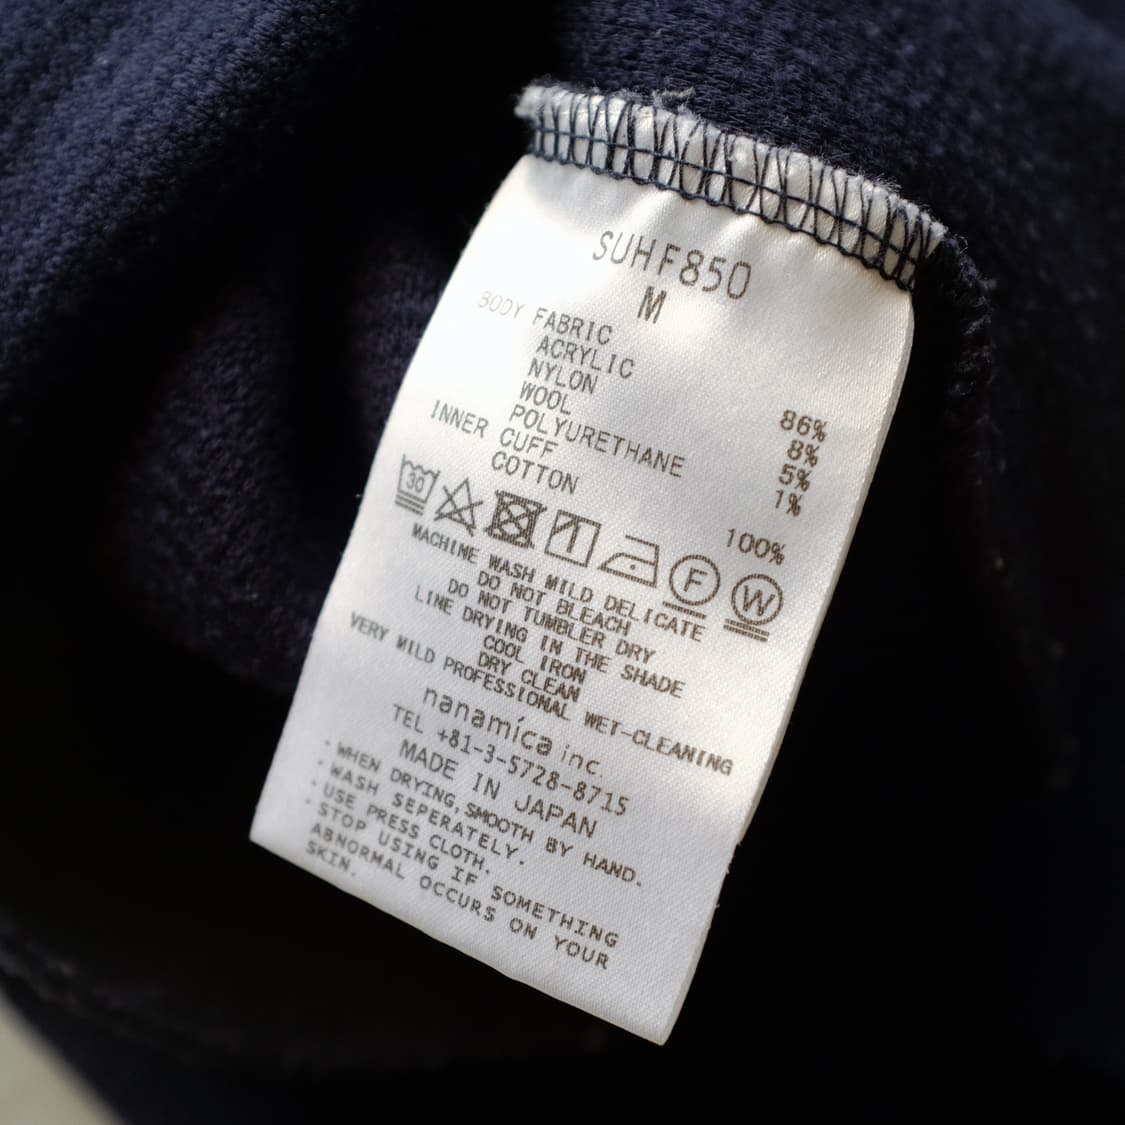 SUHF850
M
BODY FABRIC
ACRYLIC 86%
NYLON 8%
WOOL 5%
POLYURETHANE 1%
INNER CUFF
COTTON 100%
30 F W
MACHINE WASH MILD DELICATE
DO NOT BLEACH
DO NOT TUMBLER DRY
LINE DRYING IN THE SHADE
COOL IRON
DRY CLEAN
VERY MILD PROFESSIONAL WET-CLEANING
nanamica inc.
TEL +81-3-5728-8715
MADE IN JAPAN
・WHEN DRYING,SMOOTH BY HAND.
・WASH SEPERATELY.
・USE PRESS CLOTH.
・STOP USING IF SOMETHING
ABNORMAL OCCURS ON YOUR
SKIN.